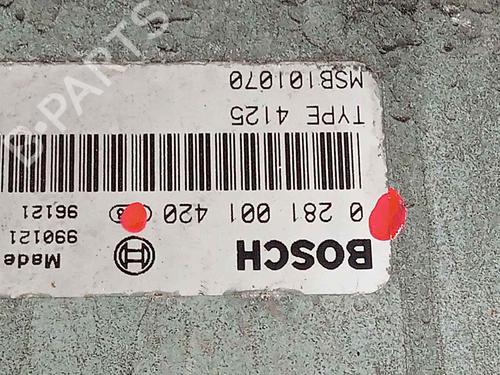 BOSCH
Made
0 281 001 420
990121
96121
TYPE 4125
MSB101070
B-PARTS